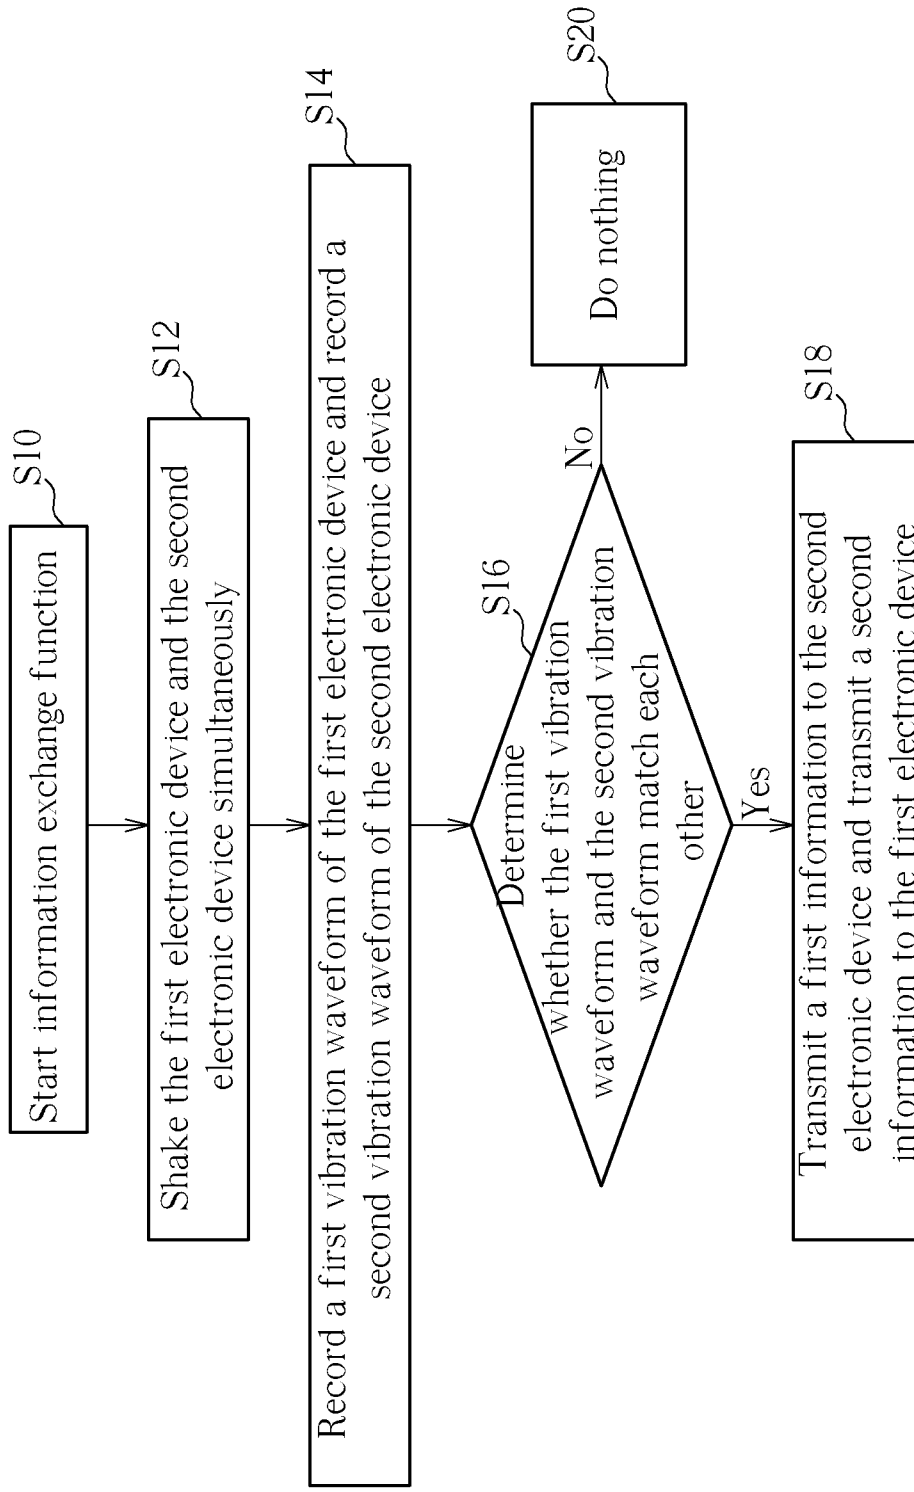 S10
Start information exchange function
S12
Shake the first electronic device and the second
electronic device simultaneously
S14
Record a first vibration waveform of the first electronic device and record a
second vibration waveform of the second electronic device
S16
Determine
whether the first vibration
waveform and the second vibration
waveform match each
other
No
S20
Do nothing
Yes
S18
Transmit a first information to the second
electronic device and transmit a second
information to the first electronic device